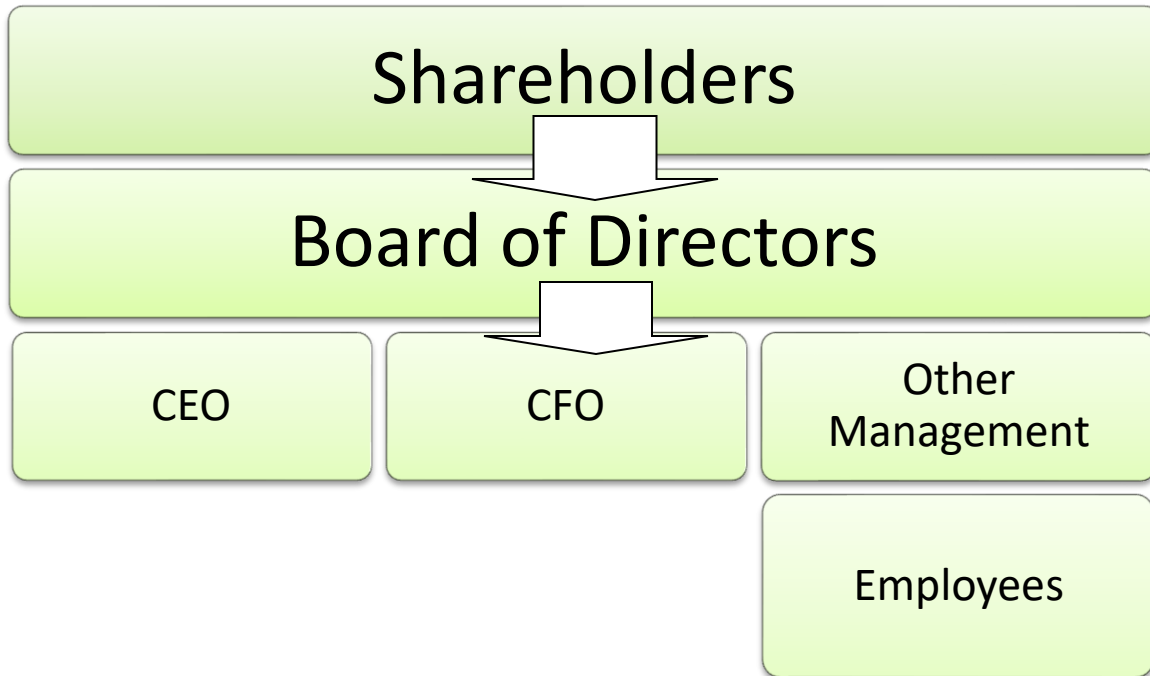 Shareholders
Board of Directors
CEO
CFO
Other
Management
Employees